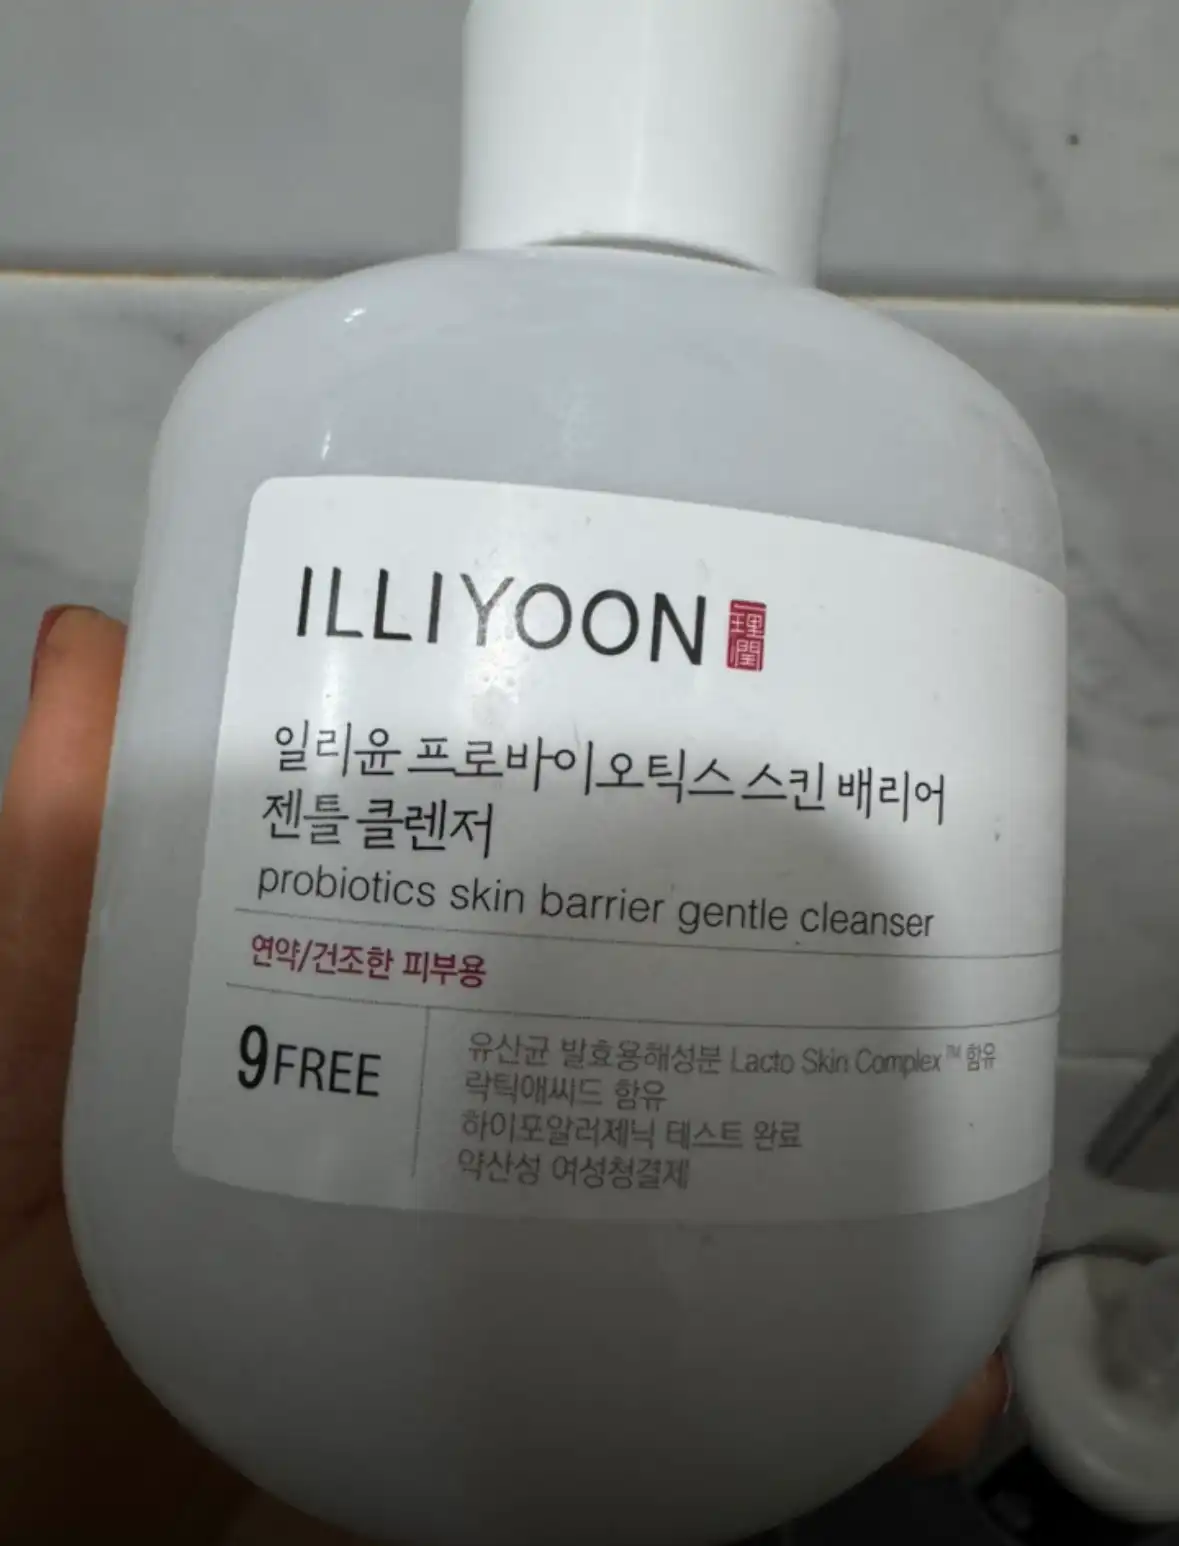 ILLIYOON 一理潤
일리윤 프로바이오틱스 스킨 배리어
젠틀 클렌저
probiotics skin barrier gentle cleanser
연약/건조한 피부용
9FREE
유산균 발효용해성분 Lacto Skin Complex™ 함유
락틱애씨드 함유
하이포알러제닉 테스트 완료
약산성 여성청결제